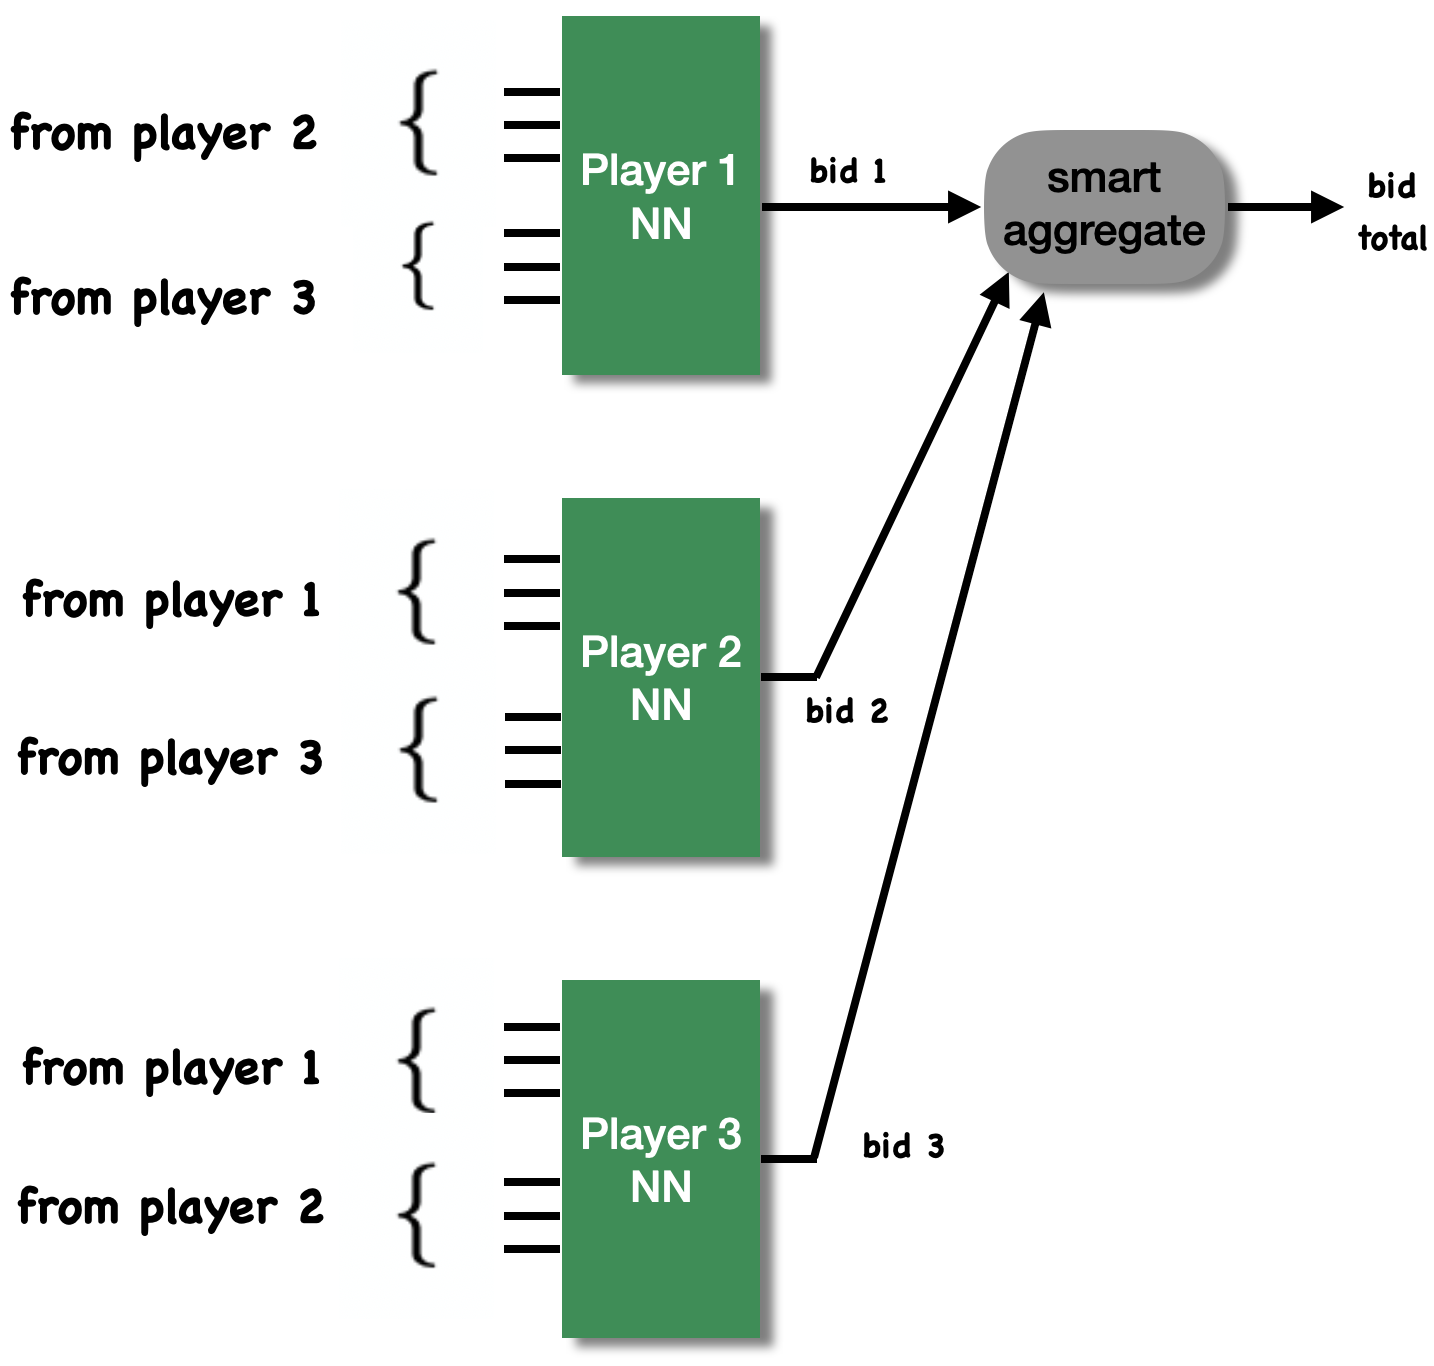 from player 2
from player 3
Player 1
NN
bid 1
smart
aggregate
bid
total
from player 1
from player 3
Player 2
NN
bid 2
from player 1
from player 2
Player 3
NN
bid 3